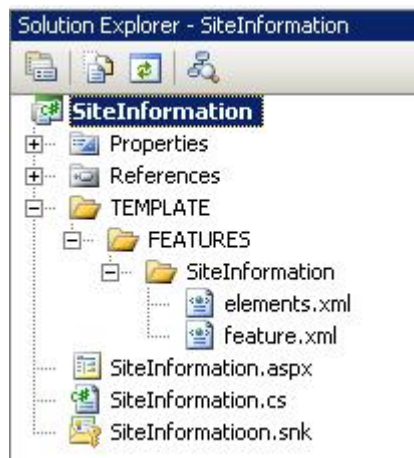 Solution Explorer - SiteInformation
SiteInformation
Properties
References
TEMPLATE
FEATURES
SiteInformation
elements.xml
feature.xml
SiteInformation.aspx
SiteInformation.cs
SiteInformatioon.snk